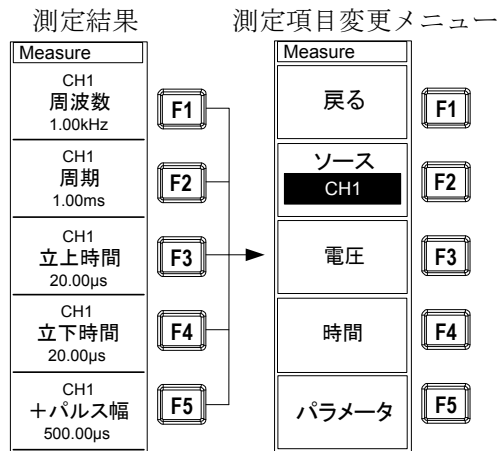 測定結果
Measure
CH1
周波数
1.00kHz
F1
CH1
周期
1.00ms
F2
CH1
立上時間
20.00µs
F3
CH1
立下時間
20.00µs
F4
CH1
＋パルス幅
500.00µs
F5
測定項目変更メニュー
Measure
戻る
F1
ソース
CH1
F2
電圧
F3
時間
F4
パラメータ
F5